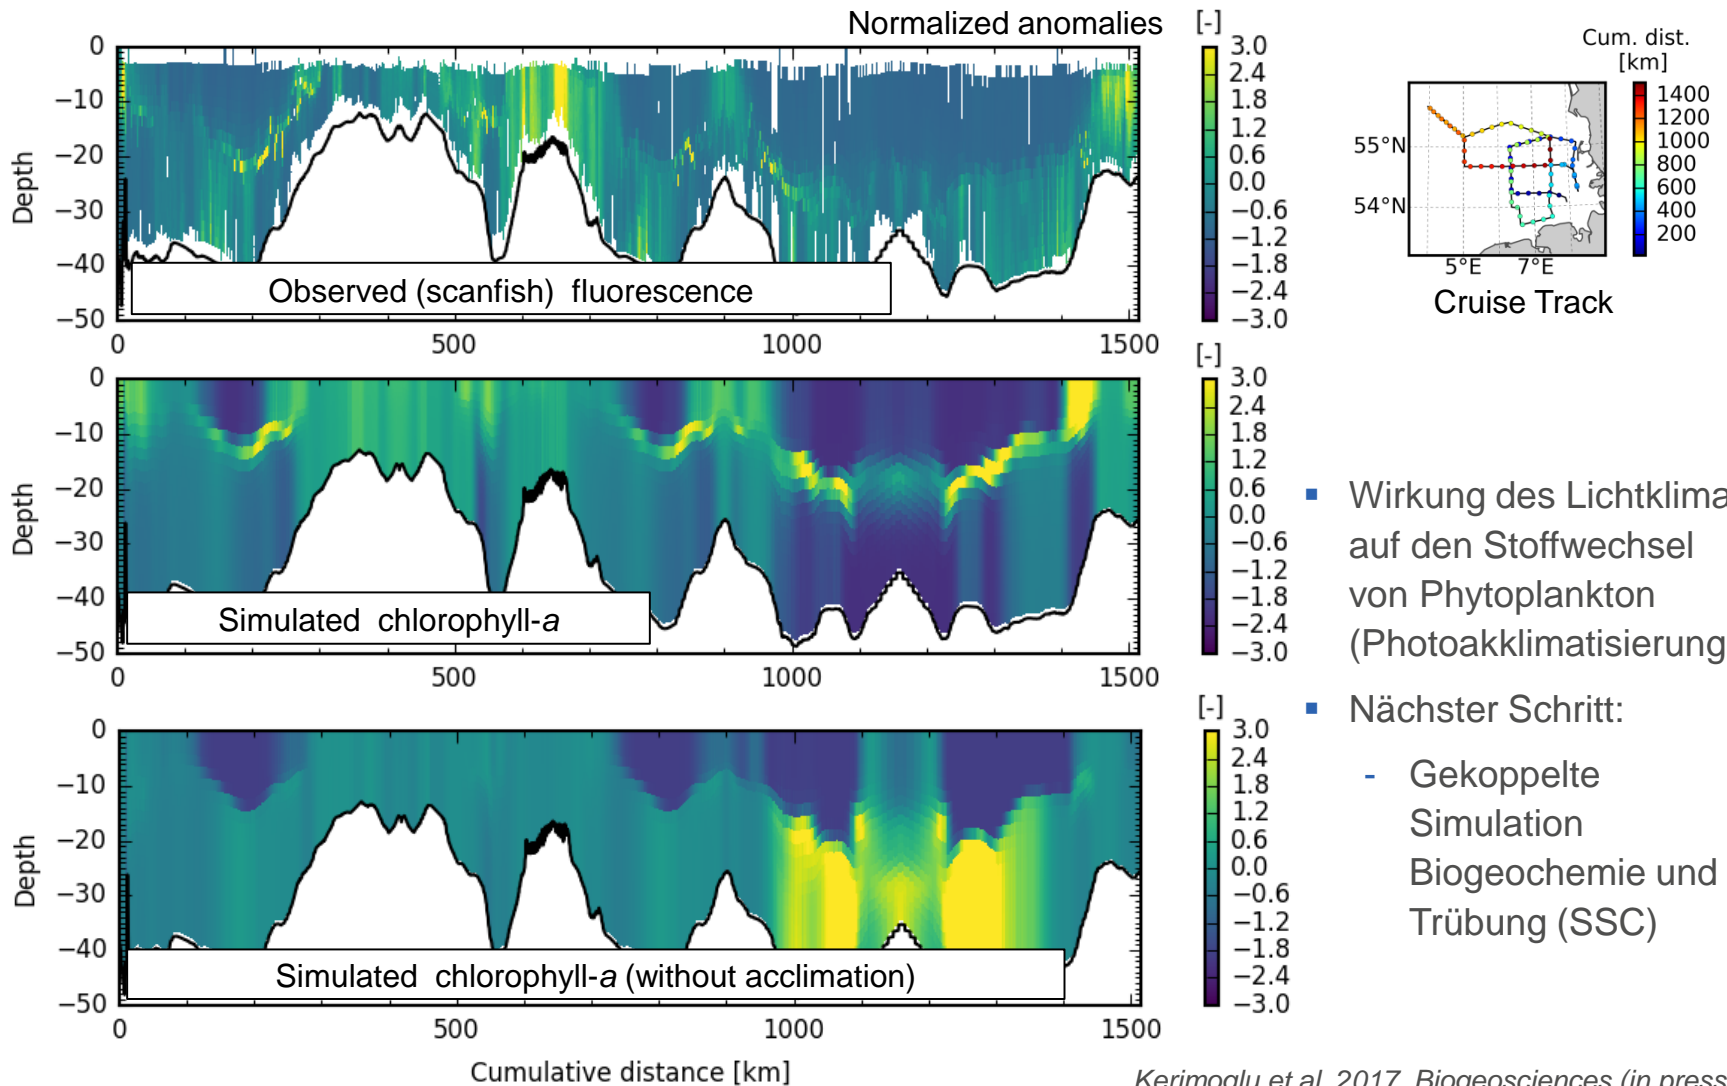 Normalized anomalies
[-]
0
−10
−20
−30
−40
−50
Depth
3.0
2.4
1.8
1.2
0.6
0.0
−0.6
−1.2
−1.8
−2.4
−3.0
Observed (scanfish) fluorescence
0
500
1000
1500
Cum. dist.
[km]
1400
1200
1000
800
600
400
200
55°N
54°N
5°E
7°E
Cruise Track
[-]
0
−10
−20
−30
−40
−50
Depth
3.0
2.4
1.8
1.2
0.6
0.0
−0.6
−1.2
−1.8
−2.4
−3.0
Simulated chlorophyll-a
0
500
1000
1500
[-]
0
−10
−20
−30
−40
−50
Depth
3.0
2.4
1.8
1.2
0.6
0.0
−0.6
−1.2
−1.8
−2.4
−3.0
Simulated chlorophyll-a (without acclimation)
0
500
1000
1500
Cumulative distance [km]
▪ Wirkung des Lichtklima
auf den Stoffwechsel
von Phytoplankton
(Photoakklimatisierung
▪ Nächster Schritt:
- Gekoppelte
Simulation
Biogeochemie und
Trübung (SSC)
Kerimoglu et al. 2017, Biogeosciences (in press